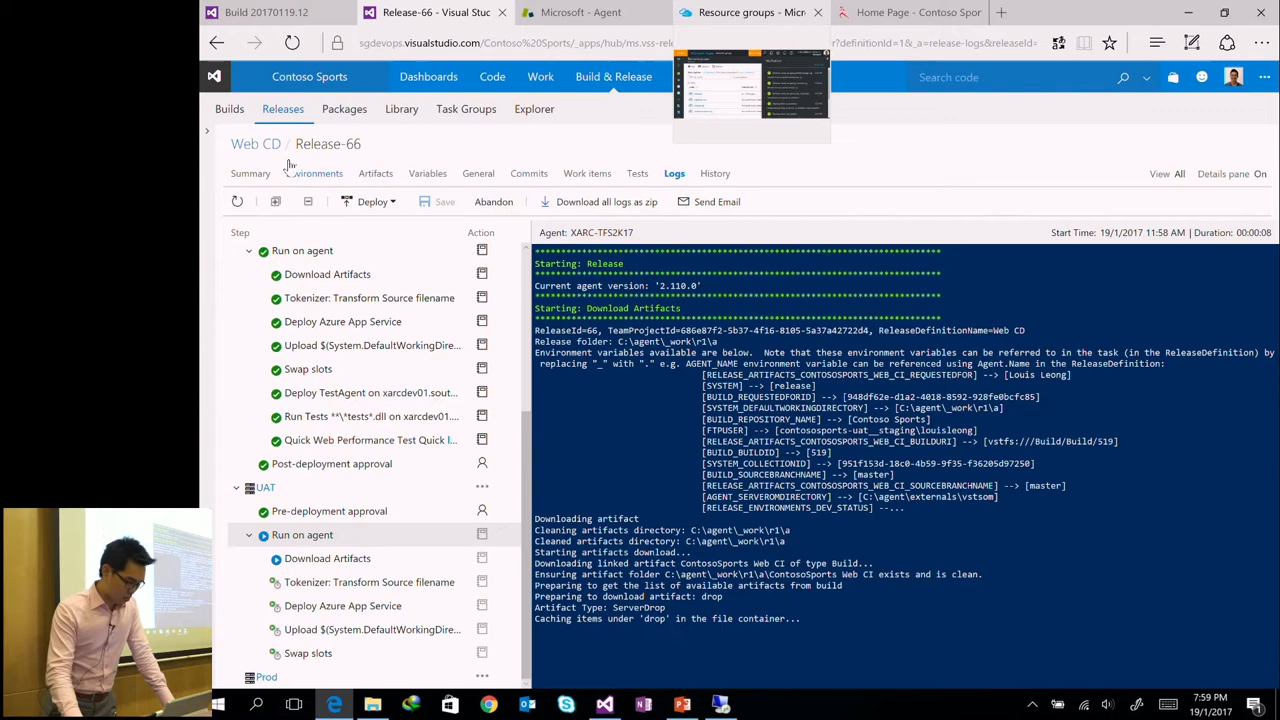 Build 20170119.12
Release-66 - Visual Stuc
Microsoft - Agent
Resource groups - Micro
Home Page - Contoso Spor
Contoso Sports
Dashb
Code
Build & Release
Search code
Builds
Releases
Library
Task Groups
Web CD / Release-66
Summary
Environments
Artifacts
Variables
General
Commits
Work items
Tests
Logs
History
View All
Details pane On
Deploy
Save
Abandon
Download all logs as zip
Send Email
Step
Action
Agent: XARC-TFS2K17
Start Time: 19/1/2017 11:58 AM | Duration: 00:00:08
Run on agent
Download Artifacts
Tokenizer: Transform Source filename
Deploy Azure App Service
Upload $(System.DefaultWorkingDire...
Swap slots
Deploy TestAgent on xarcdev01.sout...
Run Tests **\*tests*.dll on xarcdev01....
Quick Web Performance Test Quick l...
Post-deployment approval
UAT
Pre-deployment approval
Run on agent
Download Artifacts
Tokenizer: Transform Source filename
Deploy Azure App Service
Upload $(System.DefaultWorkingDire...
Swap slots
Prod
******************************************************************************
Starting: Release
******************************************************************************
Current agent version: '2.110.0'
******************************************************************************
Starting: Download Artifacts
******************************************************************************
ReleaseId=66, TeamProjectId=686e87f2-5b37-4f16-8105-5a37a42722d4, ReleaseDefinitionName=Web CD
Release folder: C:\agent\_work\r1\a
Environment variables available are below. Note that these environment variables can be referred to in the task (in the ReleaseDefinition) by
replacing "_" with "." e.g. AGENT_NAME environment variable can be referenced using Agent.Name in the ReleaseDefinition:
[RELEASE_ARTIFACTS_CONTOSOSPORTS_WEB_CI_REQUESTEDFOR] --> [Louis Leong]
[SYSTEM] --> [release]
[BUILD_REQUESTEDFORID] --> [948df62e-d1a2-4018-8592-928fe0bcfc85]
[SYSTEM_DEFAULTWORKINGDIRECTORY] --> [C:\agent\_work\r1\a]
[BUILD_REPOSITORY_NAME] --> [Contoso Sports]
[FTPUSER] --> [contosospports-uat__staging\louisleong]
[RELEASE_ARTIFACTS_CONTOSOSPORTS_WEB_CI_BUILDURI] --> [vstfs:///Build/Build/519]
[BUILD_BUILDID] --> [519]
[SYSTEM_COLLECTIONID] --> [951f153d-18c0-4b59-9f35-f36205d97250]
[BUILD_SOURCEBRANCHNAME] --> [master]
[RELEASE_ARTIFACTS_CONTOSOSPORTS_WEB_CI_SOURCEBRANCHNAME] --> [master]
[AGENT_SERVEROMDIRECTORY] --> [C:\agent\externals\vstsom]
[RELEASE_ENVIRONMENTS_DEV_STATUS] --...
Downloading artifact
Cleaning artifacts directory: C:\agent\_work\r1\a
Cleaned artifacts directory: C:\agent\_work\r1\a
Starting artifacts download...
Downloading linked artifact ContosoSports Web CI of type Build...
Ensuring artifact folder C:\agent\_work\r1\a\ContosoSports Web CI exists and is clean.
Preparing to get the list of available artifacts from build
Preparing to download artifact: drop
Artifact Type: ServerDrop
Caching items under 'drop' in the file container...
7:59 PM
19/1/2017